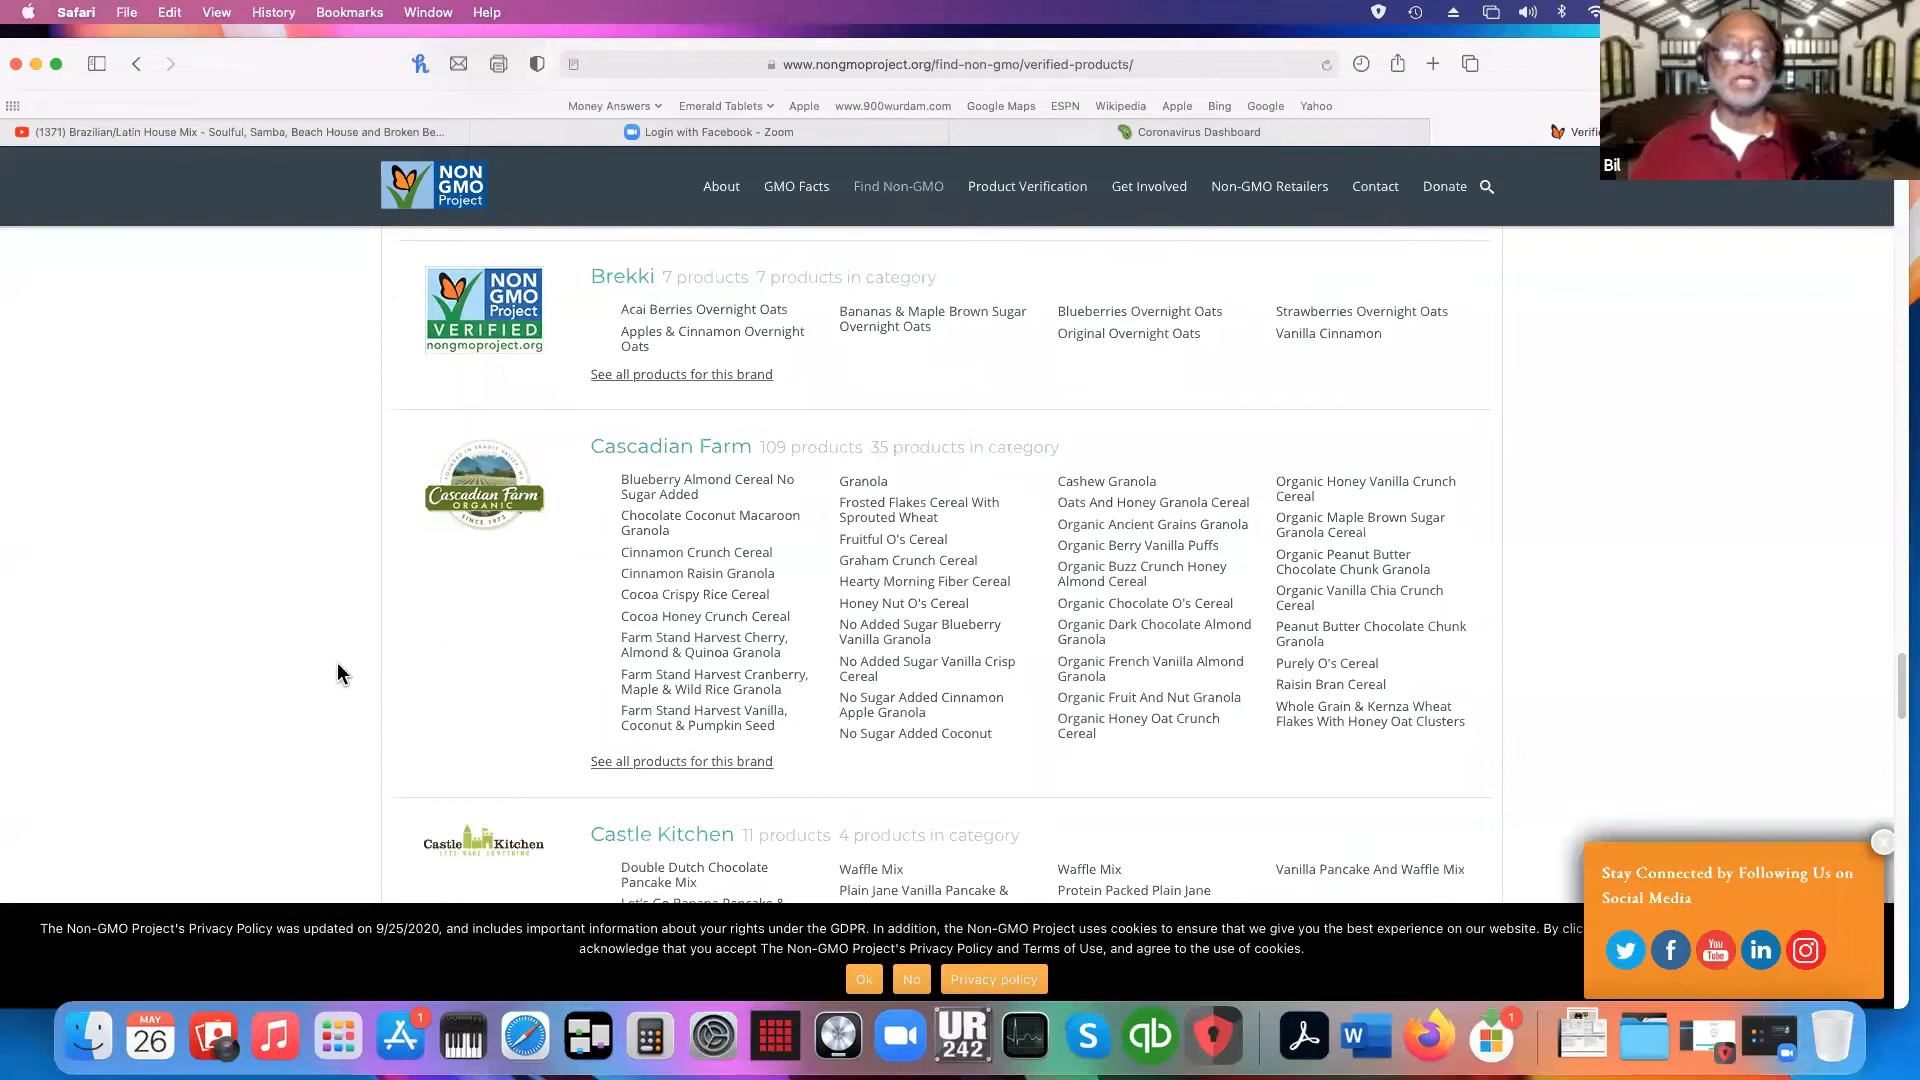 Safari File Edit View History Bookmarks Window Help
www.nongmoproject.org/find-non-gmo/verified-products/
Money Answers Emerald Tablets Apple www.900wurdam.com Google Maps ESPN Wikipedia Apple Bing Google Yahoo
(1371) Brazilian/Latin House Mix - Soulful, Samba, Beach House and Broken Be... Login with Facebook - Zoom Coronavirus Dashboard Verifi
Bil
NON GMO Project
About GMO Facts Find Non-GMO Product Verification Get Involved Non-GMO Retailers Contact Donate
NON
GMO
Project
VERIFIED
nongmoproject.org
Brekki 7 products 7 products in category
Acai Berries Overnight Oats
Apples & Cinnamon Overnight
Oats
Bananas & Maple Brown Sugar
Overnight Oats
Blueberries Overnight Oats
Original Overnight Oats
Strawberries Overnight Oats
Vanilla Cinnamon
See all products for this brand
Cascadian Farm
ORGANIC
SINCE 1972
Cascadian Farm 109 products 35 products in category
Blueberry Almond Cereal No
Sugar Added
Chocolate Coconut Macaroon
Granola
Cinnamon Crunch Cereal
Cinnamon Raisin Granola
Cocoa Crispy Rice Cereal
Cocoa Honey Crunch Cereal
Farm Stand Harvest Cherry,
Almond & Quinoa Granola
Farm Stand Harvest Cranberry,
Maple & Wild Rice Granola
Farm Stand Harvest Vanilla,
Coconut & Pumpkin Seed
Granola
Frosted Flakes Cereal With
Sprouted Wheat
Fruitful O's Cereal
Graham Crunch Cereal
Hearty Morning Fiber Cereal
Honey Nut O's Cereal
No Added Sugar Blueberry
Vanilla Granola
No Added Sugar Vanilla Crisp
Cereal
No Sugar Added Cinnamon
Apple Granola
No Sugar Added Coconut
Cashew Granola
Oats And Honey Granola Cereal
Organic Ancient Grains Granola
Organic Berry Vanilla Puffs
Organic Buzz Crunch Honey
Almond Cereal
Organic Chocolate O's Cereal
Organic Dark Chocolate Almond
Granola
Organic French Vanilla Almond
Granola
Organic Fruit And Nut Granola
Organic Honey Oat Crunch
Cereal
Organic Honey Vanilla Crunch
Cereal
Organic Maple Brown Sugar
Granola Cereal
Organic Peanut Butter
Chocolate Chunk Granola
Organic Vanilla Chia Crunch
Cereal
Peanut Butter Chocolate Chunk
Granola
Purely O's Cereal
Raisin Bran Cereal
Whole Grain & Kernza Wheat
Flakes With Honey Oat Clusters
See all products for this brand
Castle Kitchen
Castle Kitchen 11 products 4 products in category
Double Dutch Chocolate
Pancake Mix
Let's Go Banana Pancake &
Waffle Mix
Plain Jane Vanilla Pancake &
Waffle Mix
Protein Packed Plain Jane
Vanilla Pancake And Waffle Mix
Stay Connected by Following Us on
Social Media
You
Tube
in
The Non-GMO Project's Privacy Policy was updated on 9/25/2020, and includes important information about your rights under the GDPR. In addition, the Non-GMO Project uses cookies to ensure that we give you the best experience on our website. By clic
acknowledge that you accept The Non-GMO Project's Privacy Policy and Terms of Use, and agree to the use of cookies.
Ok No Privacy policy
MAY
26
1
UR
242
S
qb
W
1